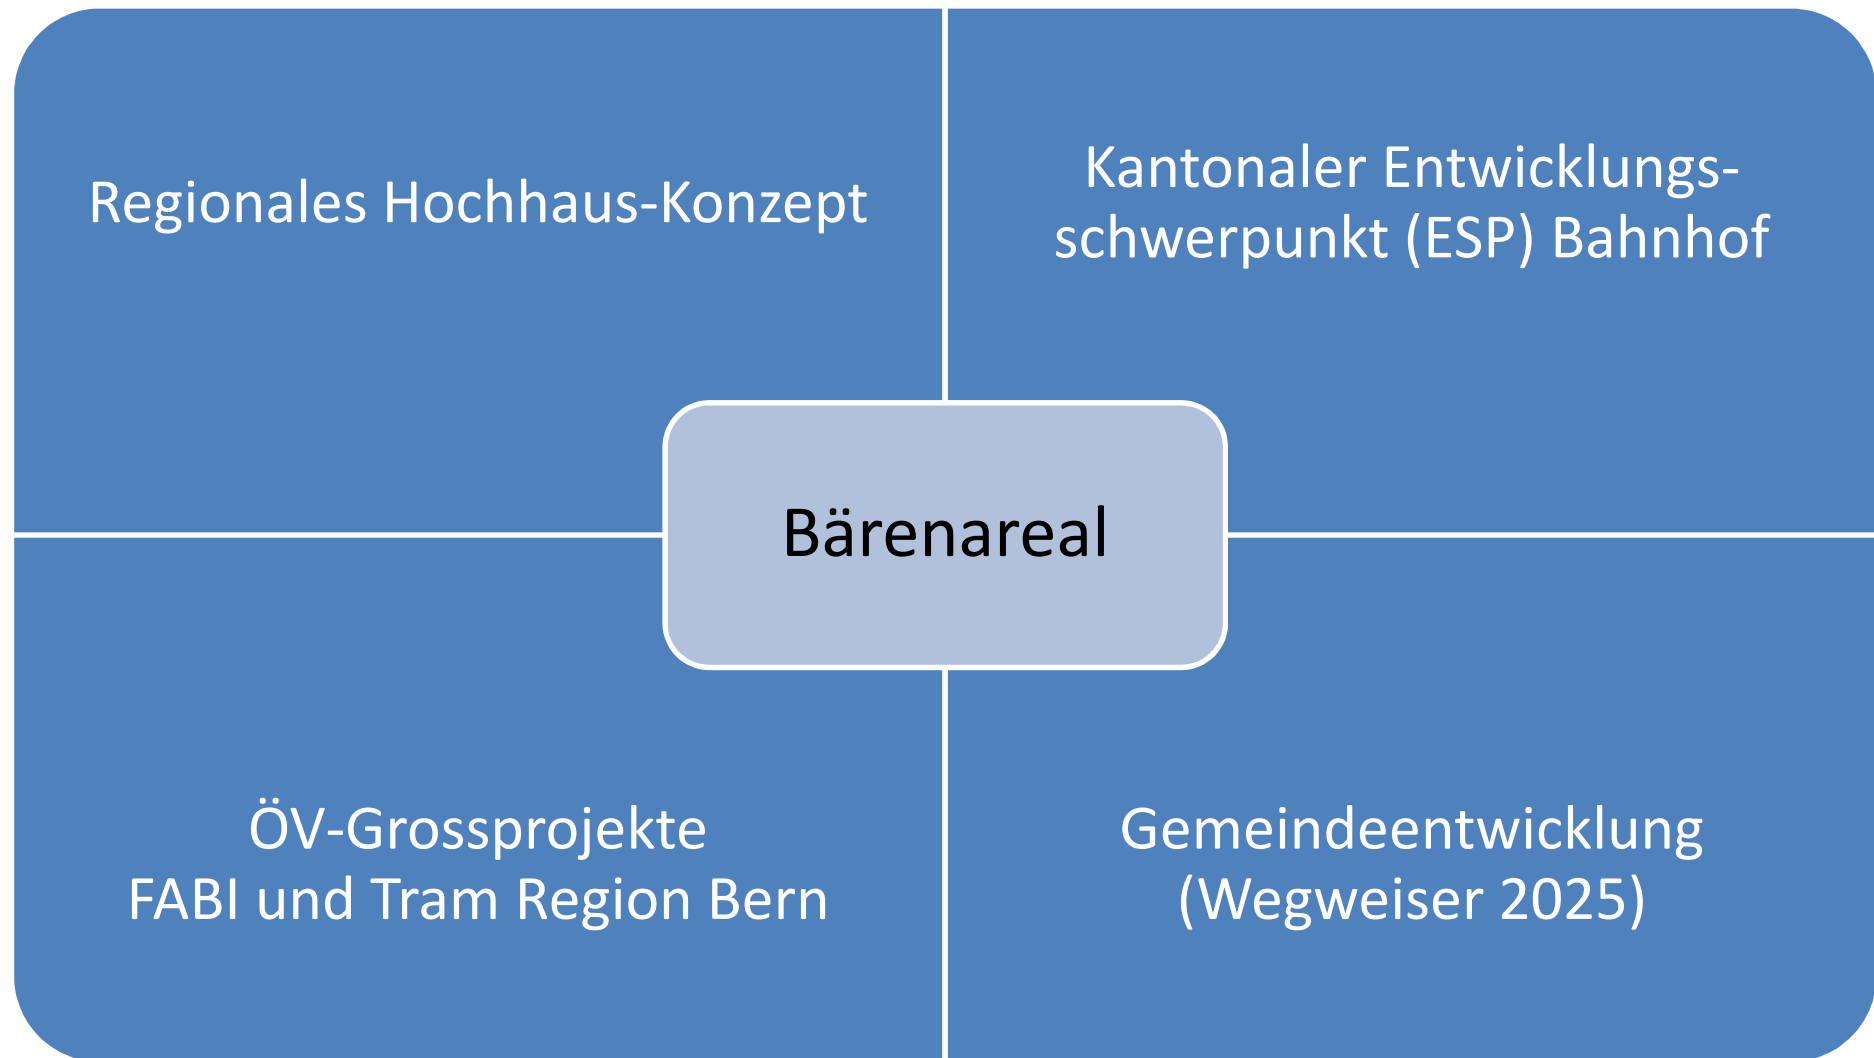 Regionales Hochhaus-Konzept
Kantonaler Entwicklungs-
schwerpunkt (ESP) Bahnhof
Bärenareal
ÖV-Grossprojekte
FABI und Tram Region Bern
Gemeindeentwicklung
(Wegweiser 2025)